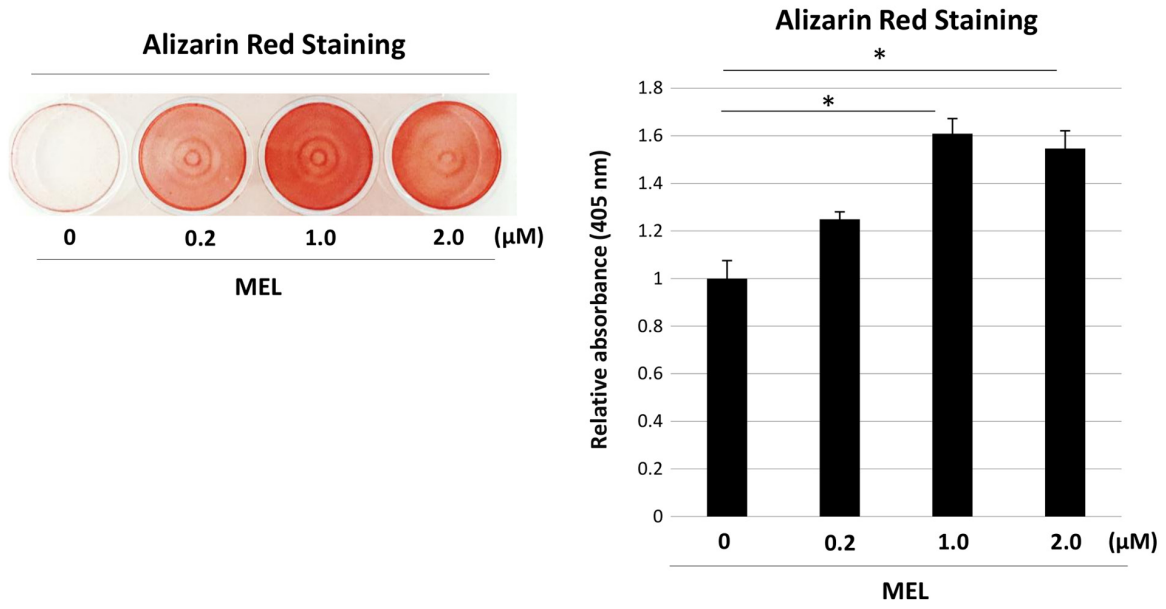 Alizarin Red Staining
0 0.2 1.0 2.0 (μM)
MEL
Alizarin Red Staining
*
*
Relative absorbance (405 nm)
1.8
1.6
1.4
1.2
1
0.8
0.6
0.4
0.2
0
0 0.2 1.0 2.0 (μM)
MEL